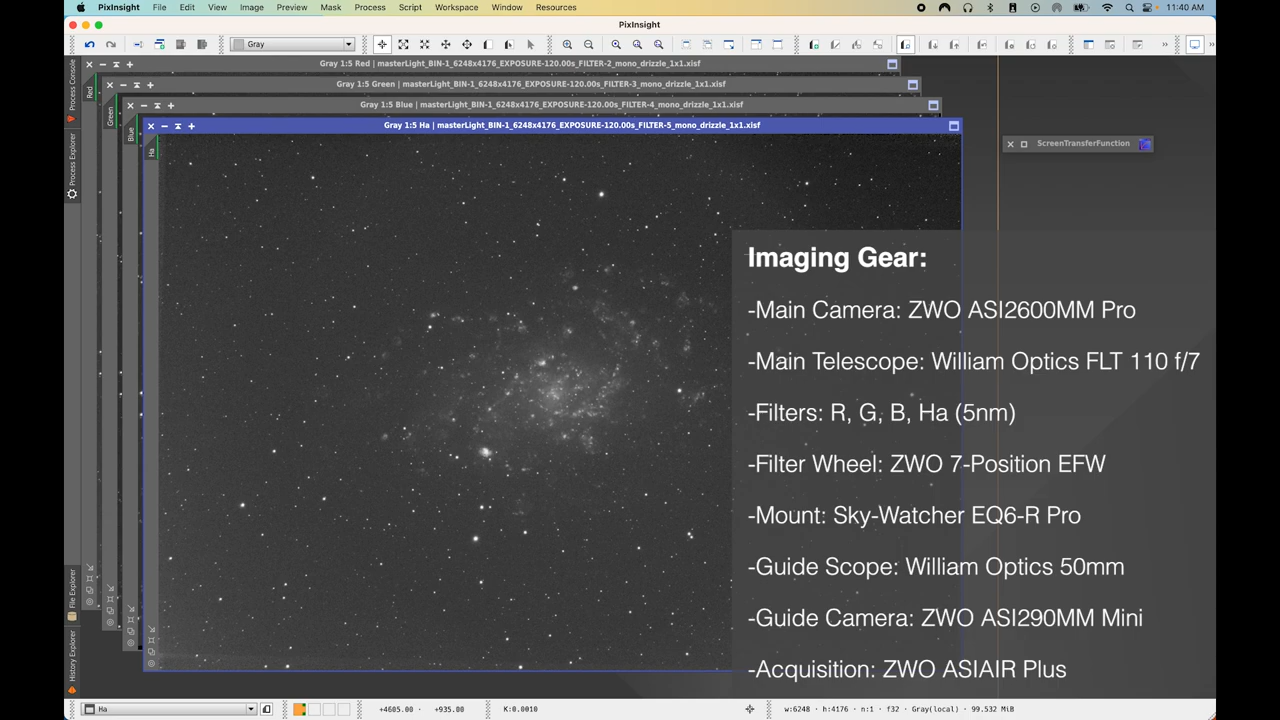 PixInsight File Edit View Image Preview Mask Process Script Workspace Window Resources 11:40 AM
PixInsight
Gray
Process Console
Process Explorer
File Explorer
History Explorer
Gray 1:5 Red | masterLight_BIN-1_6248x4176_EXPOSURE-120.00s_FILTER-2_mono_drizzle_1x1.xisf
Red
Gray 1:5 Green | masterLight_BIN-1_6248x4176_EXPOSURE-120.00s_FILTER-3_mono_drizzle_1x1.xisf
Green
Gray 1:5 Blue | masterLight_BIN-1_6248x4176_EXPOSURE-120.00s_FILTER-4_mono_drizzle_1x1.xisf
Blue
Gray 1:5 Ha | masterLight_BIN-1_6248x4176_EXPOSURE-120.00s_FILTER-5_mono_drizzle_1x1.xisf
Ha
ScreenTransferFunction
Imaging Gear:
-Main Camera: ZWO ASI2600MM Pro
-Main Telescope: William Optics FLT 110 f/7
-Filters: R, G, B, Ha (5nm)
-Filter Wheel: ZWO 7-Position EFW
-Mount: Sky-Watcher EQ6-R Pro
-Guide Scope: William Optics 50mm
-Guide Camera: ZWO ASI290MM Mini
-Acquisition: ZWO ASIAIR Plus
Ha +4605.00 · +935.00 K:0.0010 w:6248 · h:4176 · n:1 · f32 · Gray(local) · 99.532 MiB